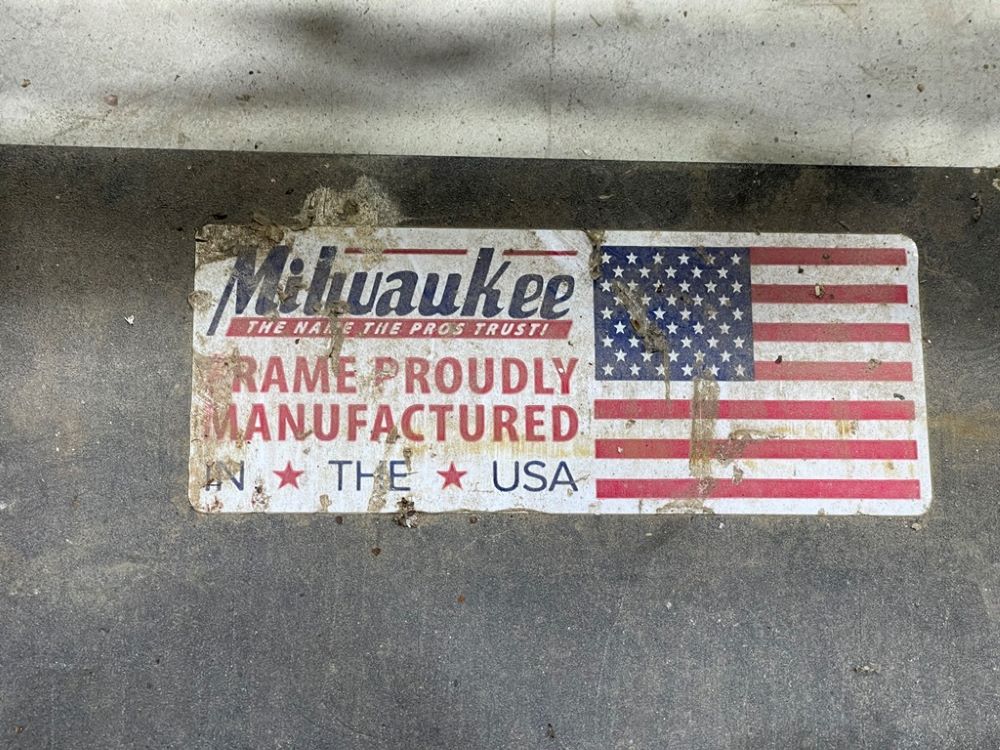 Milwaukee
THE NAME THE PROS TRUST!
FRAME PROUDLY
MANUFACTURED
IN ★ THE ★ USA